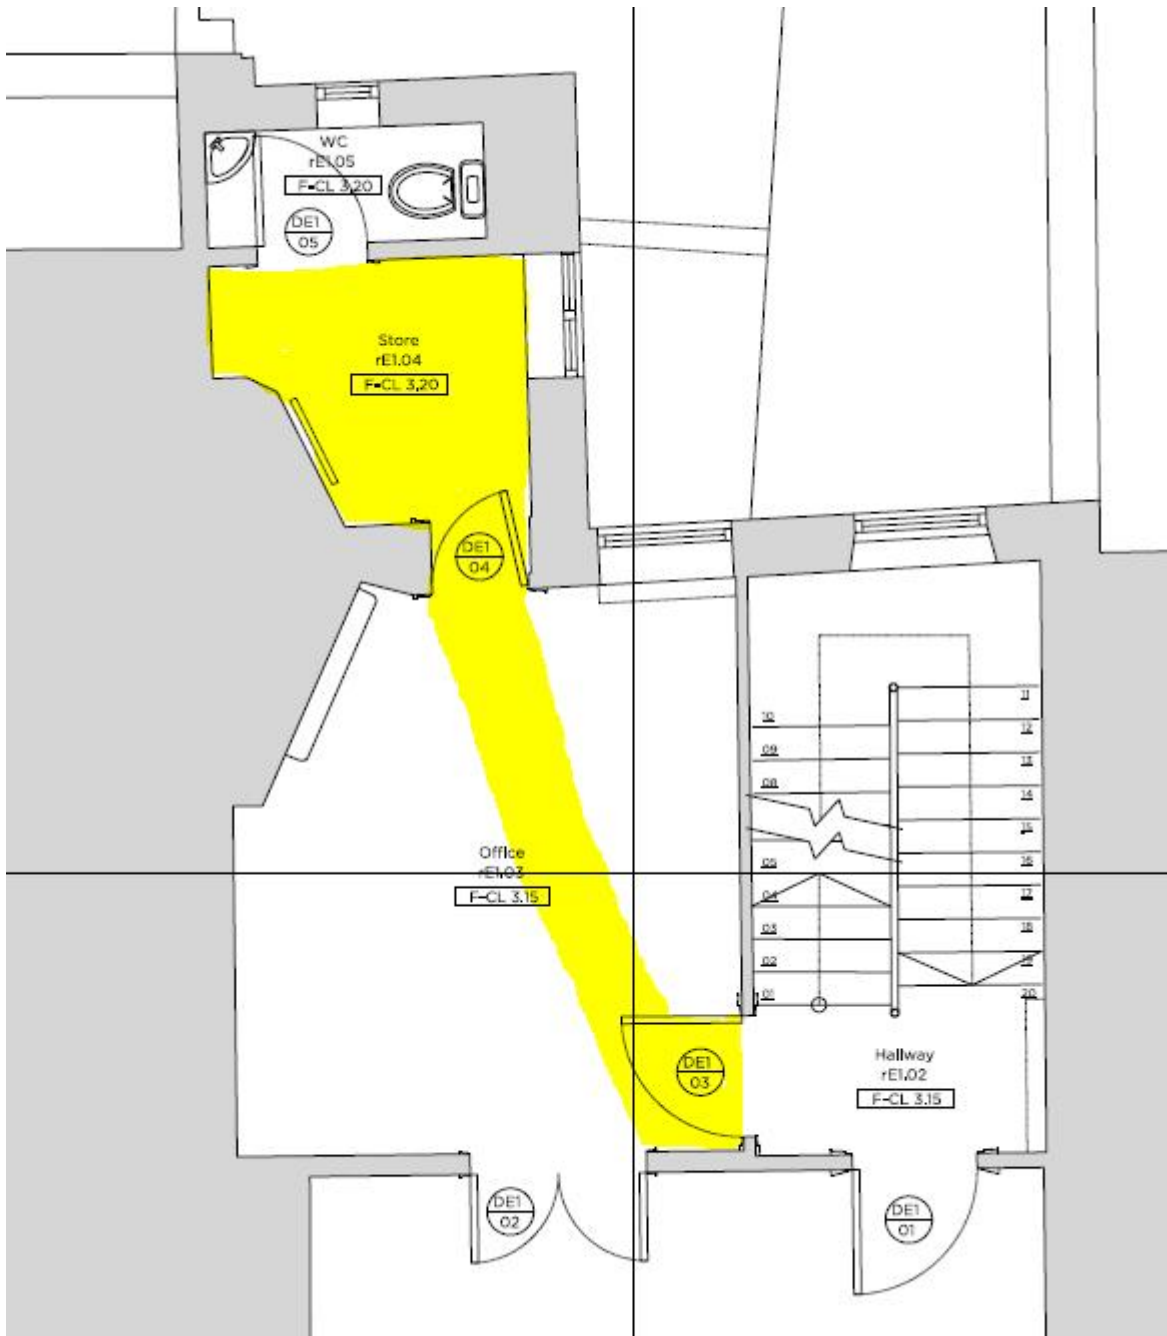 WC
rE1.05
F-CL 3,20
DE1
05
Store
rE1.04
F-CL 3,20
DE1
04
11
10
12
09
13
08
14
15
05
16
04
17
03
18
02
19
01
20
Office
rE1.03
F-CL 3.15
DE1
03
Hallway
rE1.02
F-CL 3.15
DE1
02
DE1
01